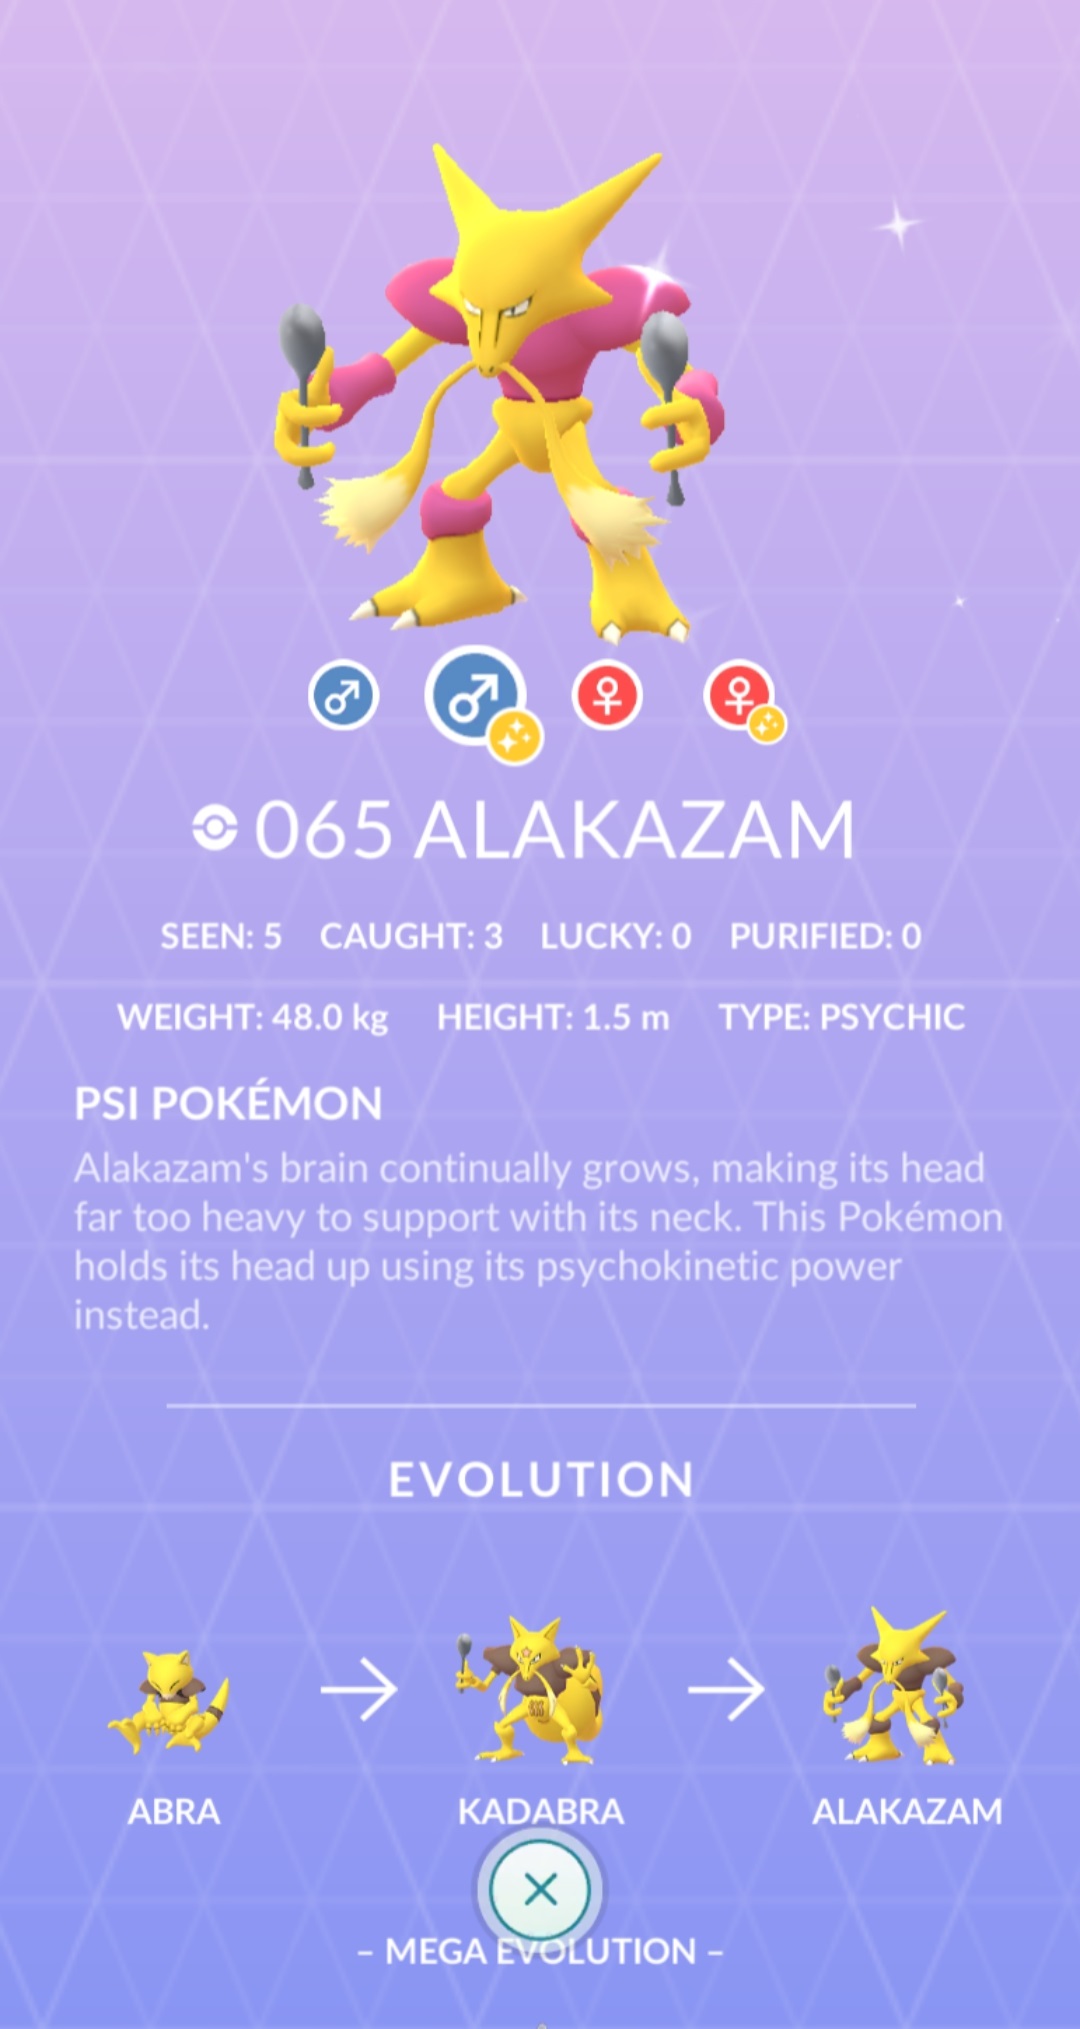 065 ALAKAZAM
SEEN: 5 CAUGHT: 3 LUCKY: 0 PURIFIED: 0
WEIGHT: 48.0 kg HEIGHT: 1.5 m TYPE: PSYCHIC
PSI POKÉMON
Alakazam's brain continually grows, making its head
far too heavy to support with its neck. This Pokémon
holds its head up using its psychokinetic power
instead.
EVOLUTION
ABRA KADABRA ALAKAZAM
– MEGA EVOLUTION –